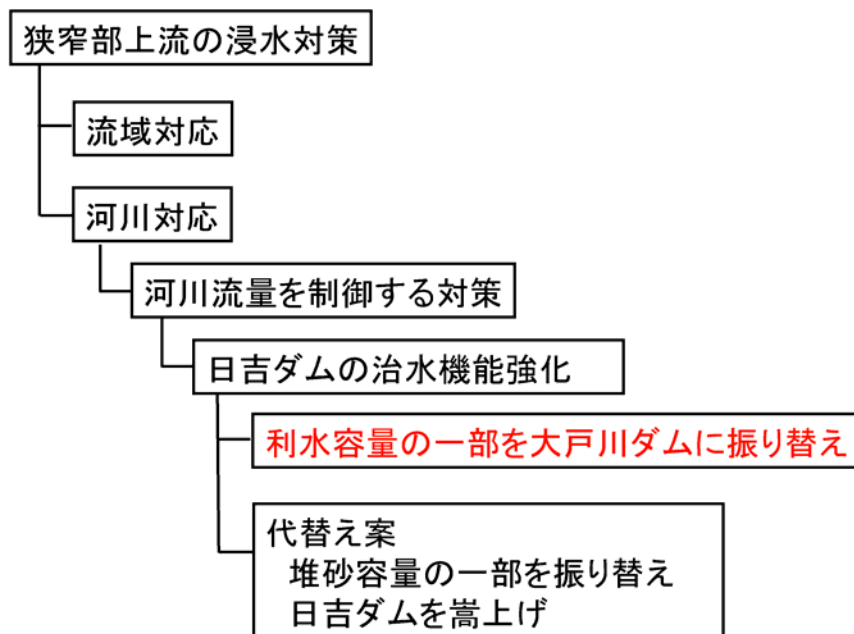 狭窄部上流の浸水対策
流域対応
河川対応
河川流量を制御する対策
日吉ダムの治水機能強化
利水容量の一部を大戸川ダムに振り替え
代替え案
堆砂容量の一部を振り替え
日吉ダムを嵩上げ